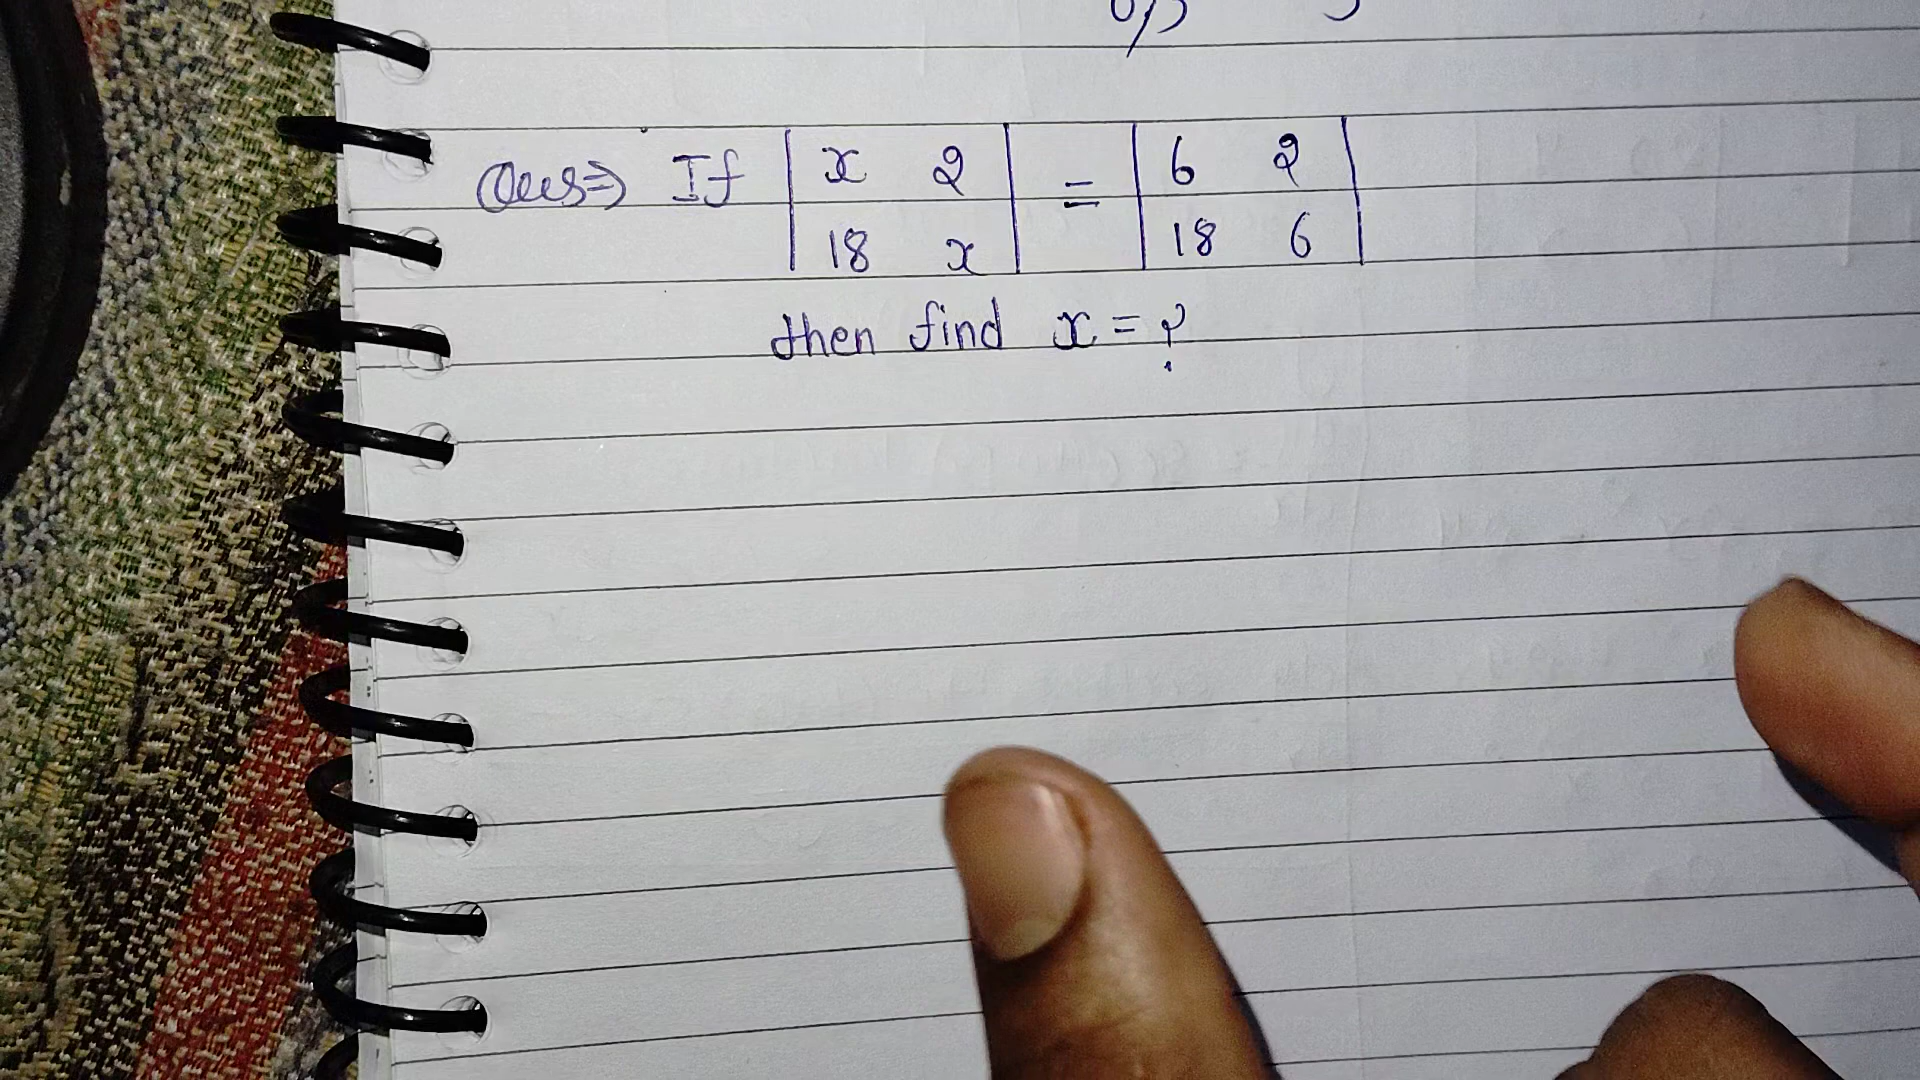 Ques⇒ If | x 2 | = | 6 2 |
| 18 x | | 18 6 |
then find x = ?